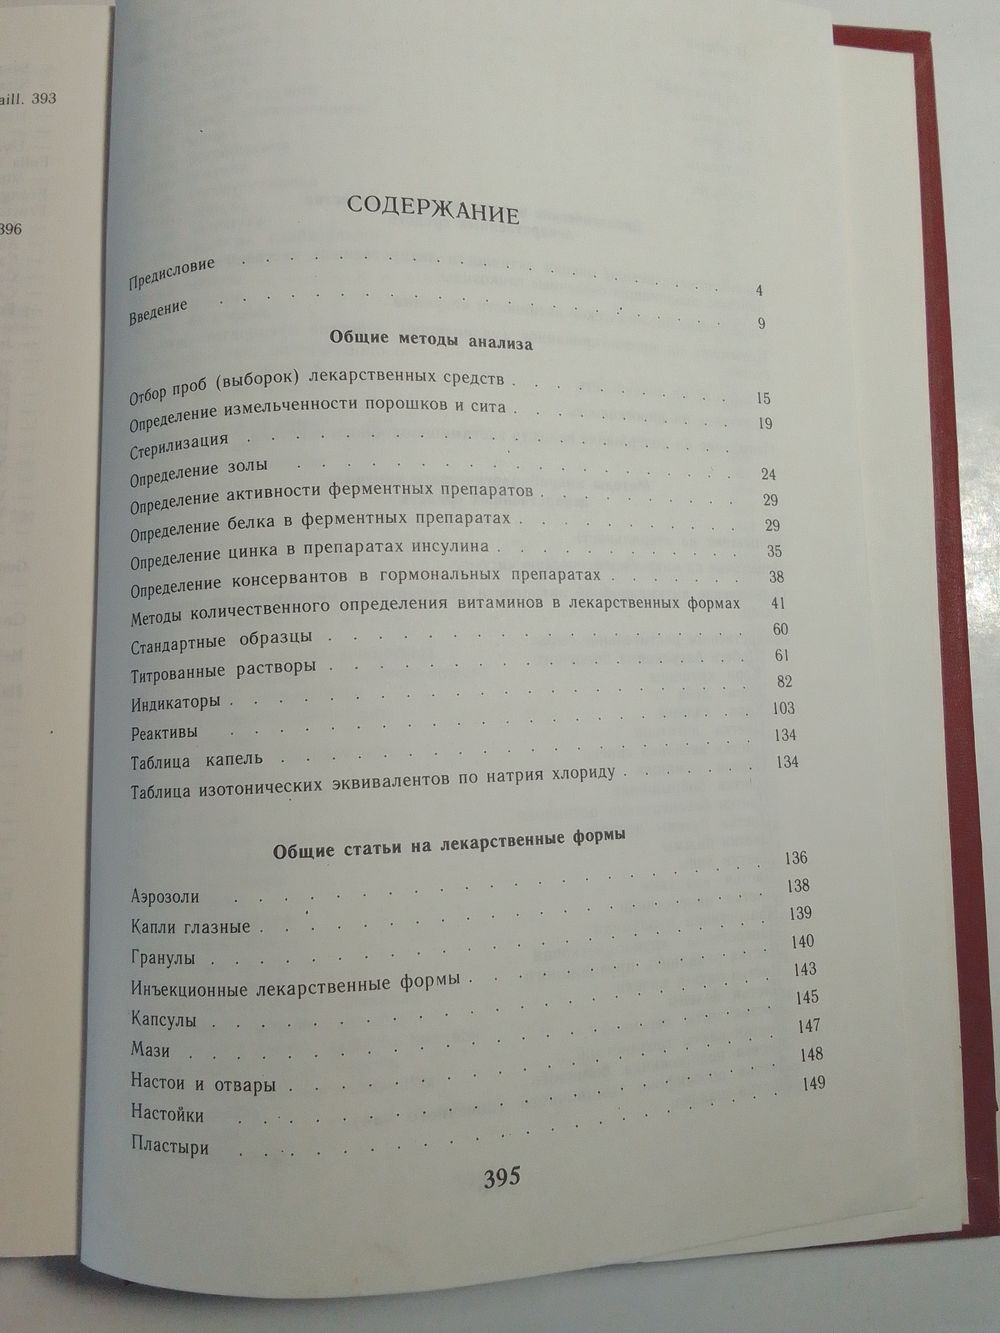 aill. 393
396
СОДЕРЖАНИЕ
Предисловие . . . . . . . . . . . . . . . . . . . 4
Введение . . . . . . . . . . . . . . . . . . . . 9
Общие методы анализа
Отбор проб (выборок) лекарственных средств . . . . . . . . . 15
Определение измельченности порошков и сита . . . . . . . . . 19
Стерилизация . . . . . . . . . . . . . . . . . . .
Определение золы . . . . . . . . . . . . . . . . . 24
Определение активности ферментных препаратов . . . . . . . . 29
Определение белка в ферментных препаратах . . . . . . . . . 29
Определение цинка в препаратах инсулина . . . . . . . . . . 35
Определение консервантов в гормональных препаратах . . . . . . 38
Методы количественного определения витаминов в лекарственных формах 41
Стандартные образцы . . . . . . . . . . . . . . . . . 60
Титрованные растворы . . . . . . . . . . . . . . . . . 61
Индикаторы . . . . . . . . . . . . . . . . . . . . . 82
Реактивы . . . . . . . . . . . . . . . . . . . . . 103
Таблица капель . . . . . . . . . . . . . . . . . . . 134
Таблица изотонических эквивалентов по натрия хлориду . . . . . . 134
Общие статьи на лекарственные формы
Аэрозоли . . . . . . . . . . . . . . . . . . . . . 136
Капли глазные . . . . . . . . . . . . . . . . . . . . 138
Гранулы . . . . . . . . . . . . . . . . . . . . . . 139
Инъекционные лекарственные формы . . . . . . . . . . . . 140
Капсулы . . . . . . . . . . . . . . . . . . . . . . 143
Мази . . . . . . . . . . . . . . . . . . . . . . . 145
Настои и отвары . . . . . . . . . . . . . . . . . . . 147
Настойки . . . . . . . . . . . . . . . . . . . . . 148
Пластыри . . . . . . . . . . . . . . . . . . . . . 149
395